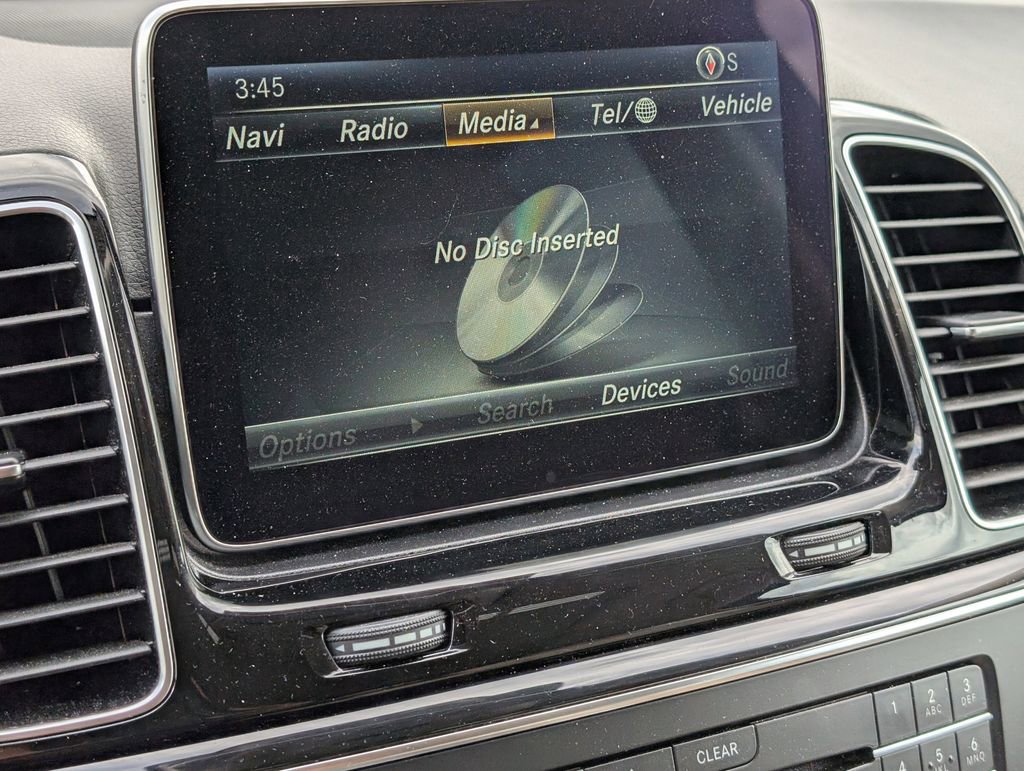 3:45 S
Navi Radio Media Tel/ Vehicle
No Disc Inserted
Options Search Devices Sound
CLEAR 1 2 ABC 3 DEF
4 5 6 MNO